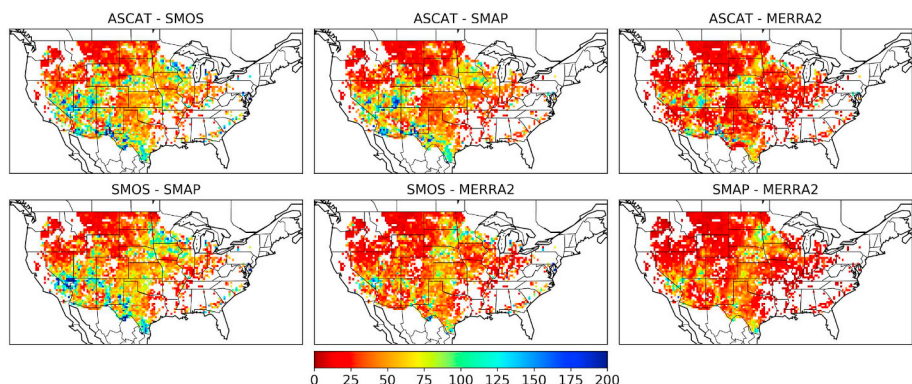 ASCAT - SMOS
ASCAT - SMAP
ASCAT - MERRA2
SMOS - SMAP
SMOS - MERRA2
SMAP - MERRA2
0 25 50 75 100 125 150 175 200